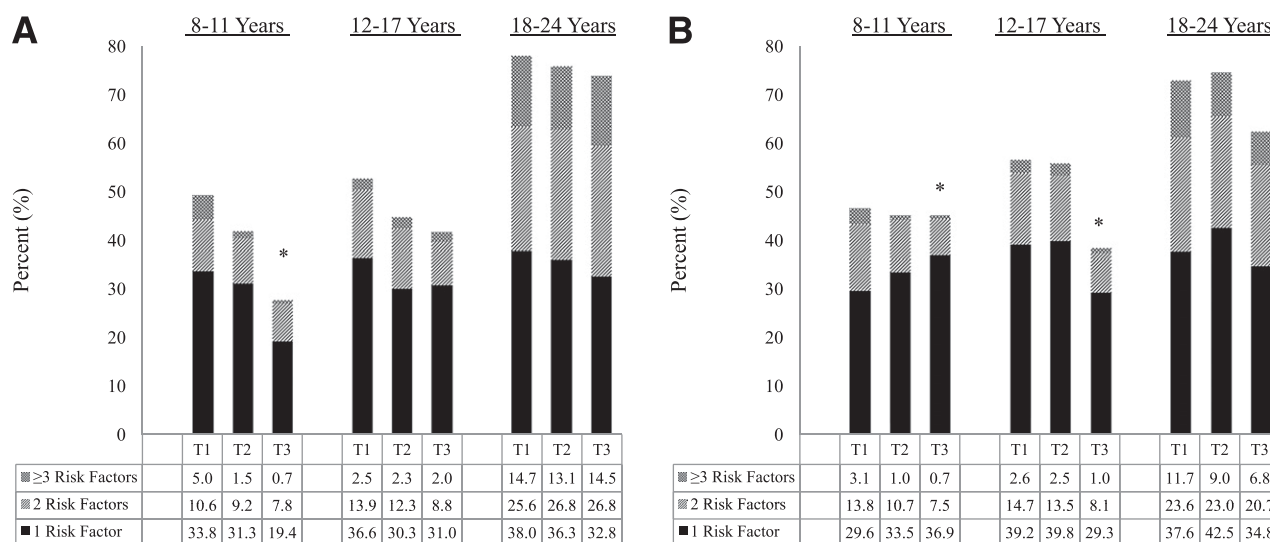 A
8-11 Years 12-17 Years 18-24 Years
80
70
60
50
40
30
20
10
0
Percent (%)
*
T1 T2 T3 T1 T2 T3 T1 T2 T3
≥3 Risk Factors 5.0 1.5 0.7 2.5 2.3 2.0 14.7 13.1 14.5
2 Risk Factors 10.6 9.2 7.8 13.9 12.3 8.8 25.6 26.8 26.8
1 Risk Factor 33.8 31.3 19.4 36.6 30.3 31.0 38.0 36.3 32.8
B
8-11 Years 12-17 Years 18-24 Years
80
70
60
50
40
30
20
10
0
Percent (%)
*
*
T1 T2 T3 T1 T2 T3 T1 T2 T3
≥3 Risk Factors 3.1 1.0 0.7 2.6 2.5 1.0 11.7 9.0 6.8
2 Risk Factors 13.8 10.7 7.5 14.7 13.5 8.1 23.6 23.0 20.7
1 Risk Factor 29.6 33.5 36.9 39.2 39.8 29.3 37.6 42.5 34.8